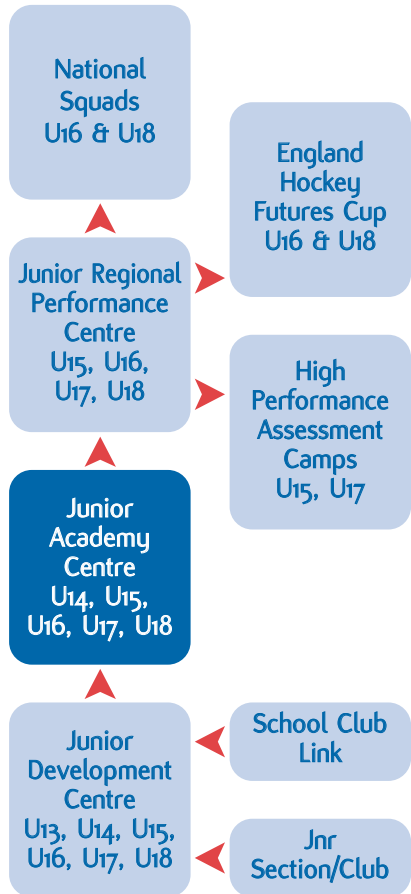 National
Squads
U16 & U18
England
Hockey
Futures Cup
U16 & U18
Junior Regional
Performance
Centre
U15, U16,
U17, U18
High
Performance
Assessment
Camps
U15, U17
Junior
Academy
Centre
U14, U15,
U16, U17, U18
Junior
Development
Centre
U13, U14, U15,
U16, U17, U18
School Club
Link
Jnr
Section/Club